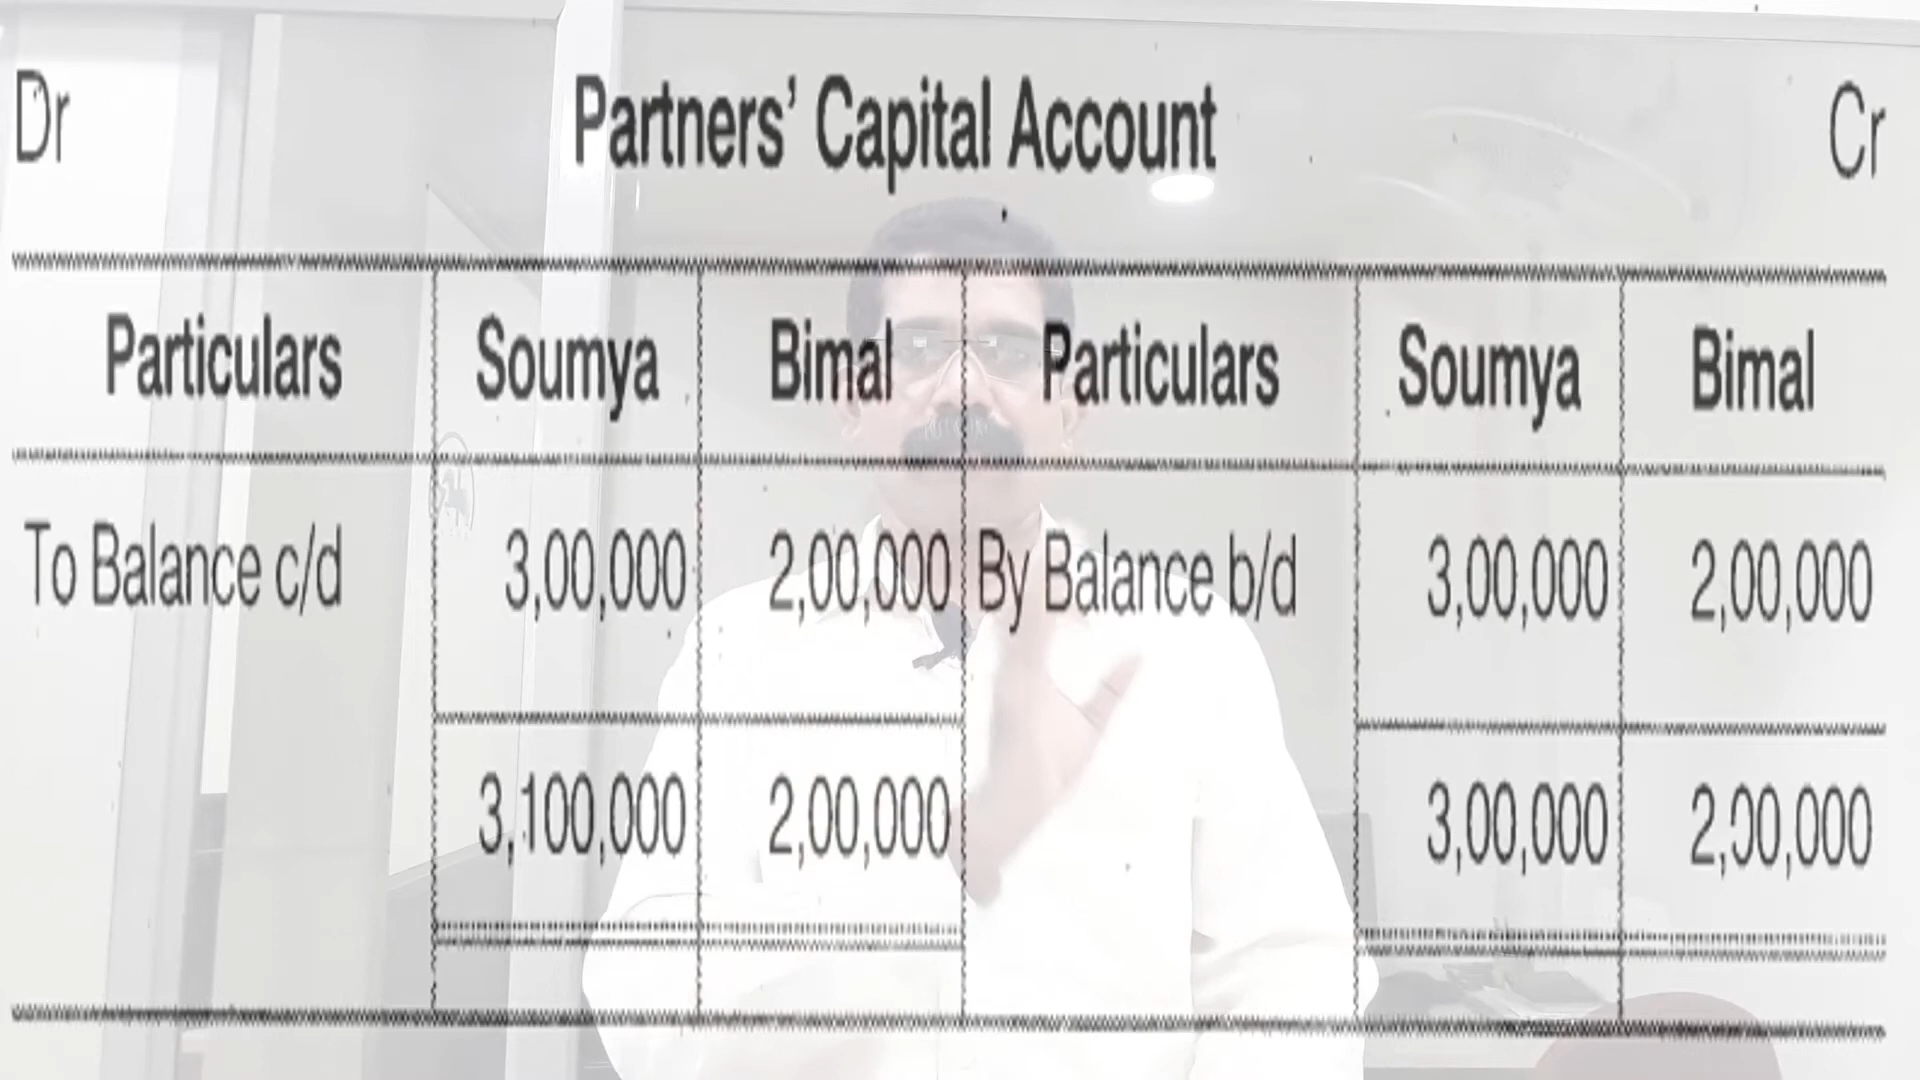 Dr Partners' Capital Account Cr
Particulars Soumya Bimal Particulars Soumya Bimal
To Balance c/d 3,00,000 2,00,000 By Balance b/d 3,00,000 2,00,000
3,100,000 2,00,000 3,00,000 2,00,000